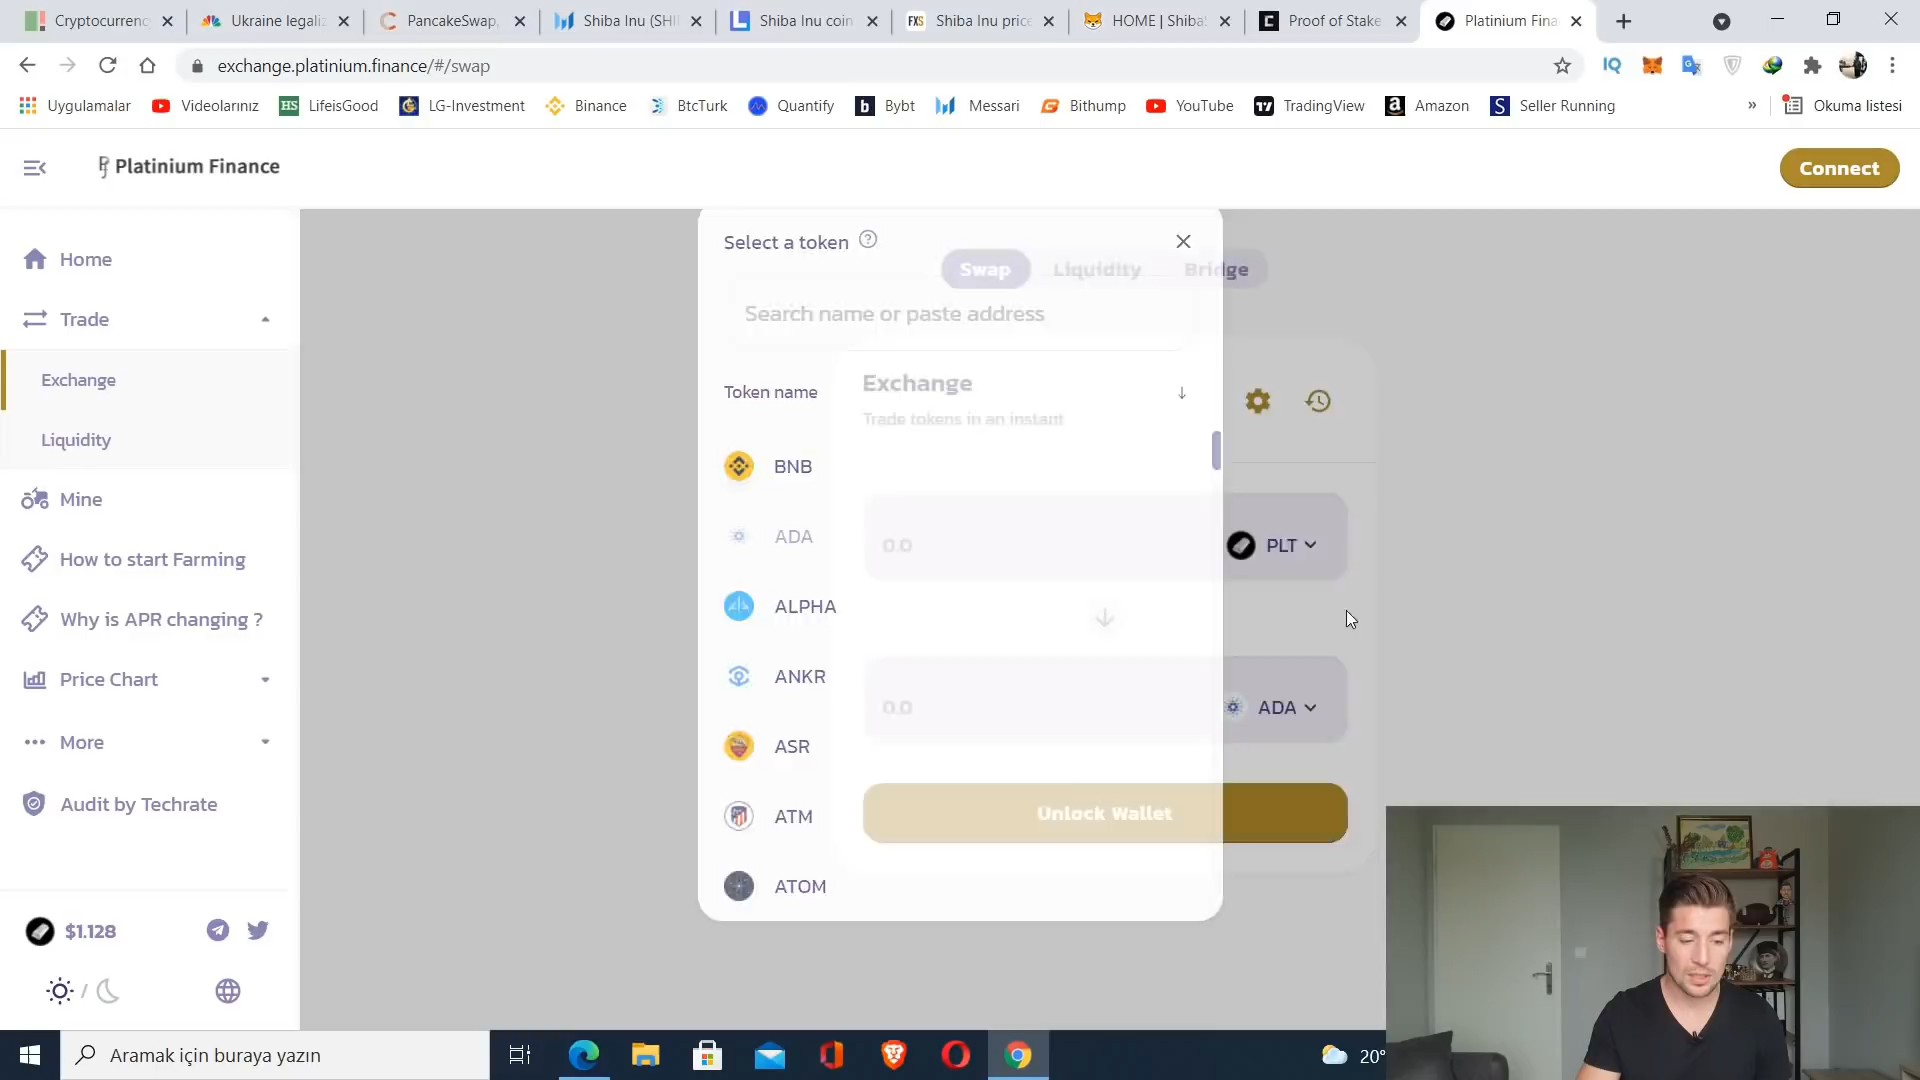 Cryptocurrenc
Ukraine legaliz
PancakeSwap,
Shiba Inu (SHI
Shiba Inu coin
FXS
Shiba Inu price
HOME | ShibaS
Proof of Stake
Platinium Fina
exchange.platinium.finance/#/swap
IQ
Uygulamalar
Videolarınız
HS LifeisGood
LG-Investment
Binance
BtcTurk
Quantify
b Bybt
Messari
Bithump
YouTube
TradingView
a Amazon
S Seller Running
»
Okuma listesi
Platinium Finance
Connect
Home
Trade
Exchange
Liquidity
Mine
How to start Farming
Why is APR changing ?
Price Chart
More
Audit by Techrate
$1.128
/
Select a token
Swap
Liquidity
Bridge
Search name or paste address
Token name
Exchange
Trade tokens in an instant
BNB
ADA
ALPHA
ANKR
ASR
ATM
ATOM
0.0
PLT
0.0
ADA
Unlock Wallet
Aramak için buraya yazın
20°